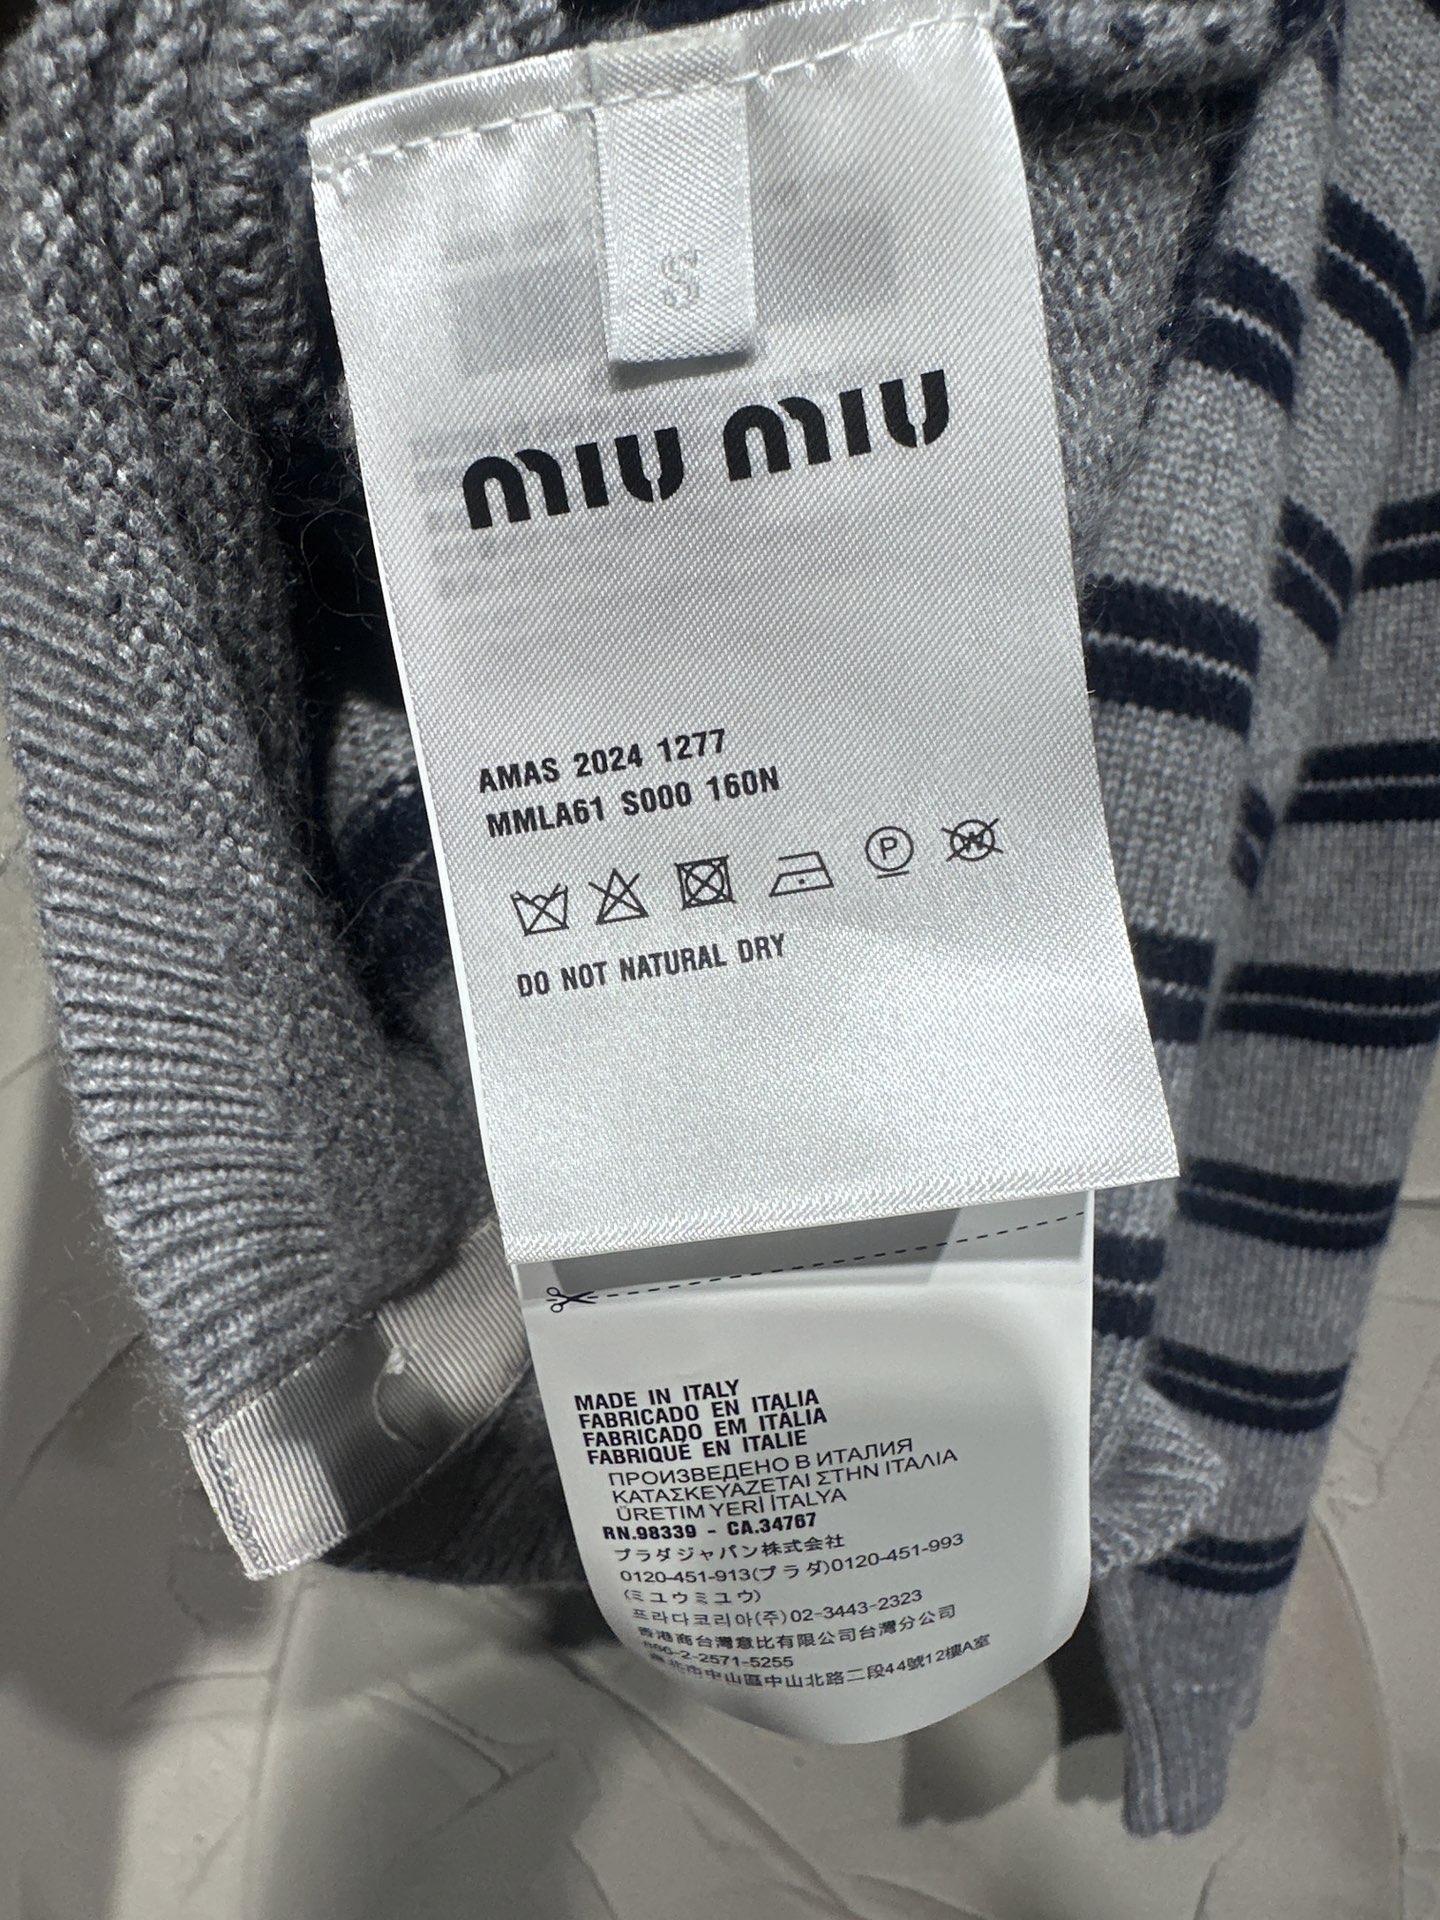 S
miu miu
AMAS 2024 1277
MMLA61 S000 160N
P
W
DO NOT NATURAL DRY
MADE IN ITALY
FABRICADO EN ITALIA
FABRICADO EM ITALIA
FABRIQUÉ EN ITALIE
ПРОИЗВЕДЕНО В ИТАЛИЯ
ΚΑΤΑΣΚΕΥΑΖΕΤΑΙ ΣΤΗΝ ΙΤΑΛΙΑ
ÜRETIM YERİ İTALYA
RN.98339 - CA.34767
プラダジャパン株式会社
0120-451-913(プラダ)0120-451-993
(ミュウミュウ)
프라다코리아(주)02-3443-2323
香港商台灣意比有限公司台灣分公司
886-2-2571-5255
臺北市中山區中山北路二段44號12樓A室